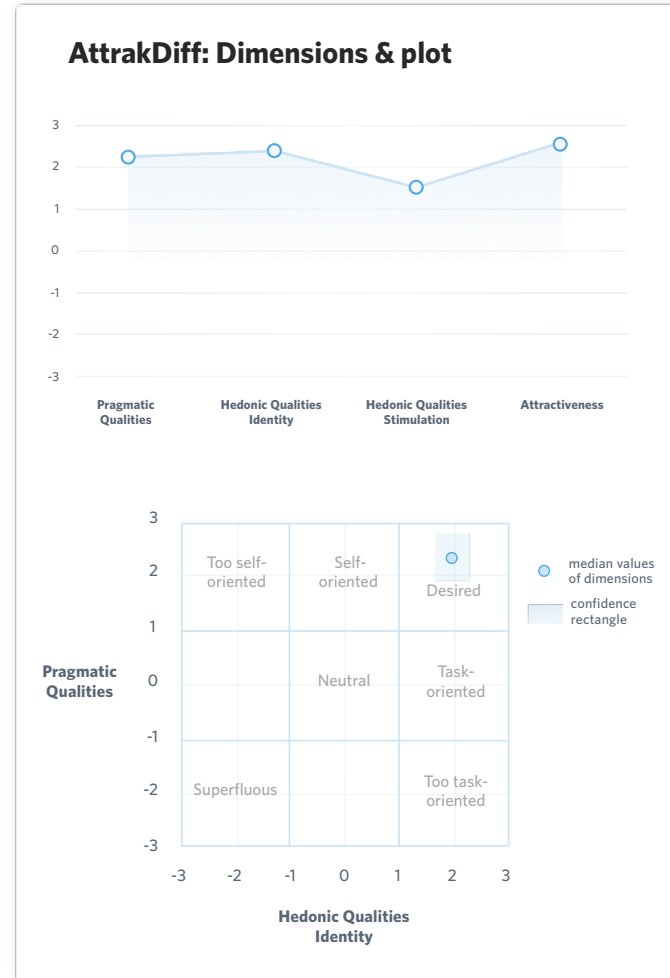 AttrakDiff: Dimensions & plot
3
2
1
0
-1
-2
-3
Pragmatic
Qualities
Hedonic Qualities
Identity
Hedonic Qualities
Stimulation
Attractiveness
3
2
1
0
-1
-2
-3
Pragmatic
Qualities
Too self-
oriented
Self-
oriented
Desired
Neutral
Task-
oriented
Superfluous
Too task-
oriented
median values
of dimensions
confidence
rectangle
-3
-2
-1
0
1
2
3
Hedonic Qualities
Identity